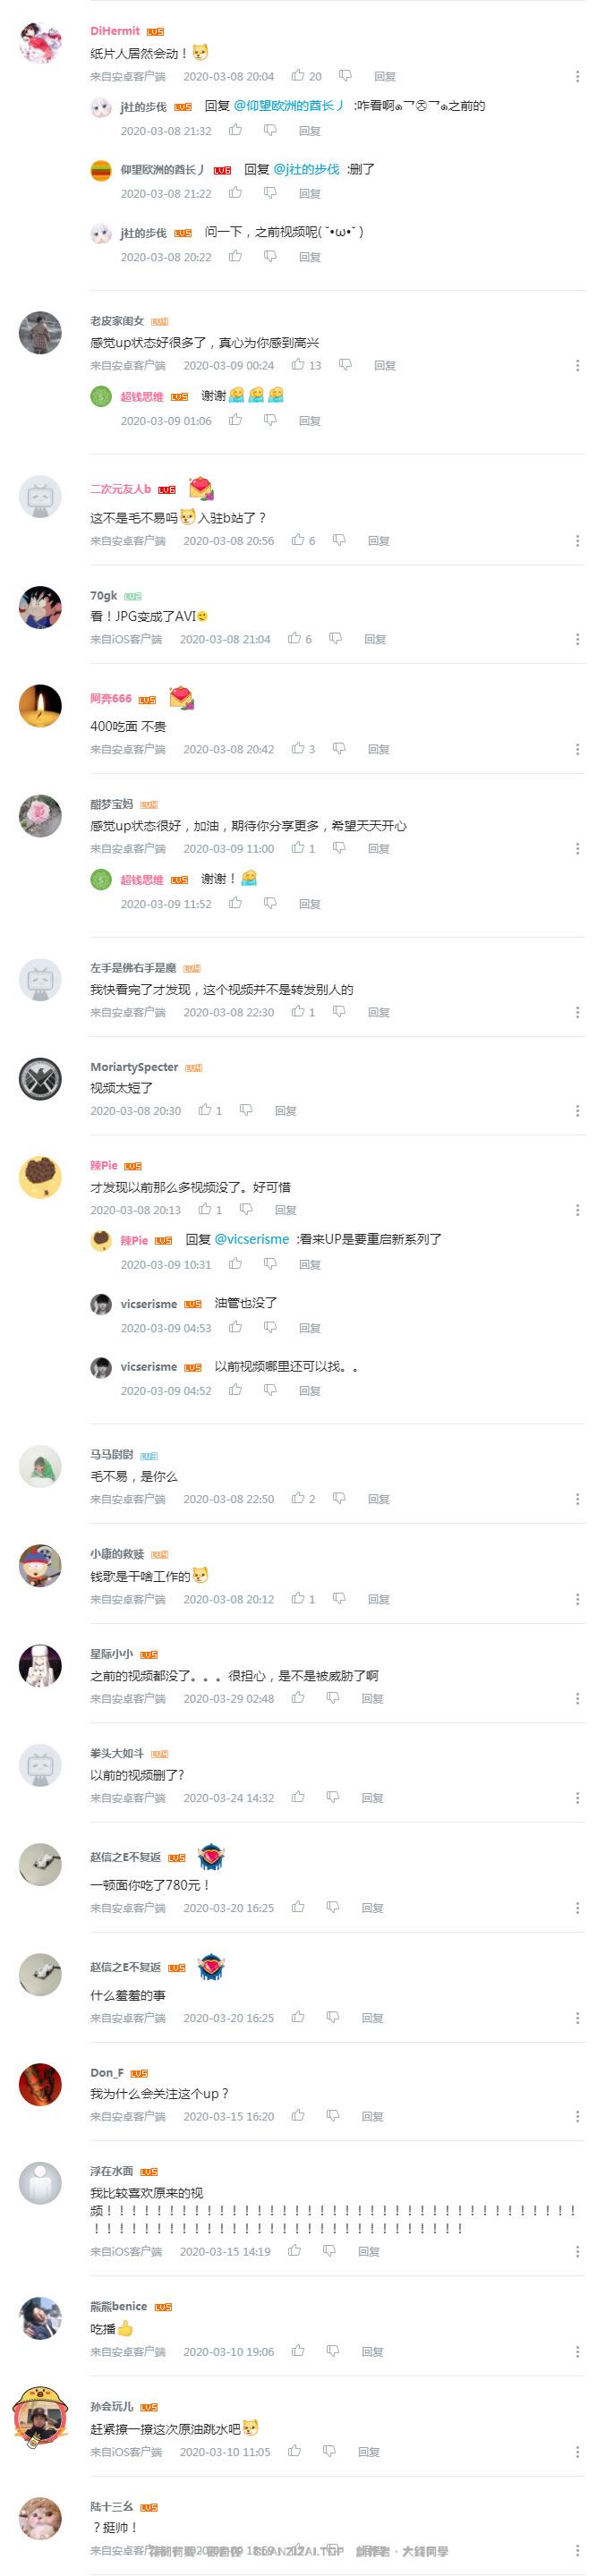 DiHermit LV5
纸片人居然会动！
来自安卓客户端 2020-03-08 20:04 20 回复
j社的步伐 LV5 回复 @仰望欧洲的酋长丿 :咋看啊๑乛㉨乛๑之前的
2020-03-08 21:32 回复
仰望欧洲的酋长丿 LV6 回复 @j社的步伐 :删了
2020-03-08 21:22 回复
j社的步伐 LV5 问一下，之前视频呢( ˘•ω•˘ )
2020-03-08 20:22 回复
老皮家闺女 LV4
感觉up状态好很多了，真心为你感到高兴
来自安卓客户端 2020-03-09 00:24 13 回复
超钱思维 LV5 谢谢
2020-03-09 01:06 回复
二次元友人b LV6
这不是毛不易吗 入驻b站了？
来自安卓客户端 2020-03-08 20:56 6 回复
70gk LV2
看！JPG变成了AVI
来自iOS客户端 2020-03-08 21:04 6 回复
阿奔666 LV5
400吃面 不贵
来自安卓客户端 2020-03-08 20:42 3 回复
甜梦宝妈 LV4
感觉up状态很好，加油，期待你分享更多，希望天天开心
来自安卓客户端 2020-03-09 11:00 1 回复
超钱思维 LV5 谢谢！
2020-03-09 11:52 回复
左手是佛右手是魔 LV4
我快看完了才发现，这个视频并不是转发别人的
来自安卓客户端 2020-03-08 22:30 1 回复
MoriartySpecter LV4
视频太短了
2020-03-08 20:30 1 回复
辣Pie LV5
才发现以前那么多视频没了。好可惜
2020-03-08 20:13 1 回复
辣Pie LV5 回复 @vicserisme :看来UP是要重启新系列了
2020-03-09 10:31 回复
vicserisme LV5 油管也没了
2020-03-09 04:53 回复
vicserisme LV5 以前视频哪里还可以找。。
2020-03-09 04:52 回复
马马尉尉 LV3
毛不易，是你么
来自安卓客户端 2020-03-08 22:50 2 回复
小康的救赎 LV4
钱歌是干啥工作的
来自安卓客户端 2020-03-08 20:12 1 回复
星际小小 LV5
之前的视频都没了。。。很担心，是不是被威胁了啊
来自安卓客户端 2020-03-29 02:48 回复
拳头大如斗 LV4
以前的视频删了?
来自安卓客户端 2020-03-24 14:32 回复
赵信之E不复返 LV5
一顿面你吃了780元！
来自安卓客户端 2020-03-20 16:25 回复
赵信之E不复返 LV5
什么羞羞的事
来自安卓客户端 2020-03-20 16:25 回复
Don_F LV5
我为什么会关注这个up？
来自安卓客户端 2020-03-15 16:20 回复
浮在水面 LV5
我比较喜欢原来的视
频！！！！！！！！！！！！！！！！！！！！！！！！！！！！！！！！！！！！！！
！！！！！！！！！！！！！！！！！！！！！！！！！！！！！！
来自iOS客户端 2020-03-15 14:19 回复
熊熊benice LV5
吃播
来自安卓客户端 2020-03-10 19:06 回复
孙会玩儿 LV5
赶紧撩一撩这次原油跳水吧
来自iOS客户端 2020-03-10 11:05 回复
陆十三幺 LV5
？挺帅！
来自安卓客户端